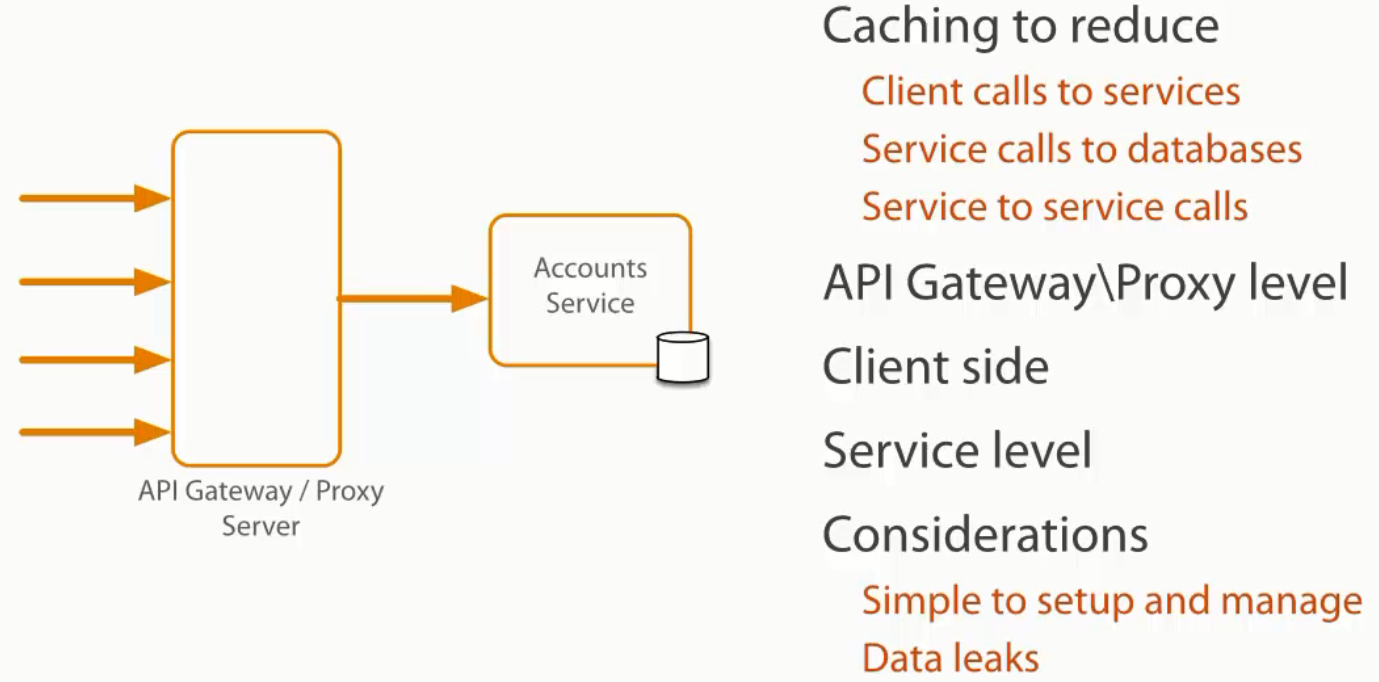 Accounts
Service
API Gateway / Proxy
Server
Caching to reduce
Client calls to services
Service calls to databases
Service to service calls
API Gateway\Proxy level
Client side
Service level
Considerations
Simple to setup and manage
Data leaks